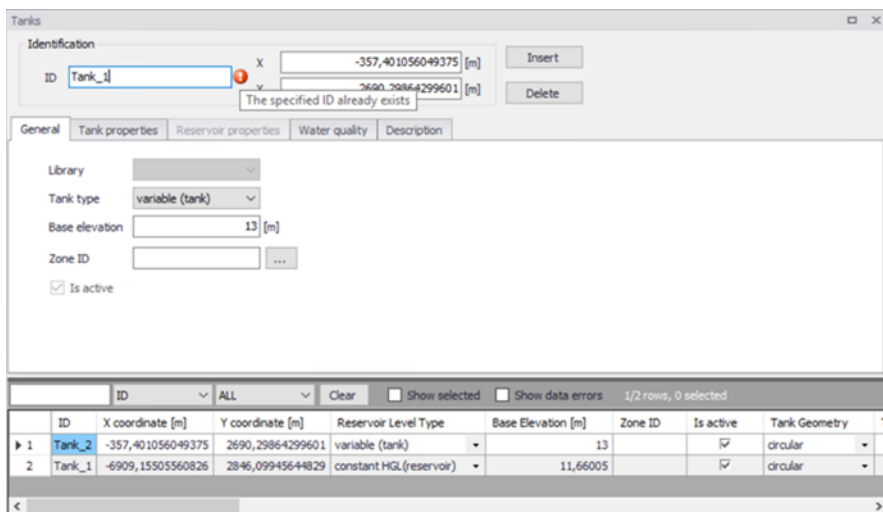 Tanks
Identification
ID Tank_1
X -357,401056049375 [m]
Y 2690,29864299601 [m]
Insert
Delete
The specified ID already exists
General Tank properties Reservoir properties Water quality Description
Library
Tank type variable (tank)
Base elevation 13 [m]
Zone ID ...
Is active
ID ALL Clear Show selected Show data errors 1/2 rows, 0 selected
ID X coordinate [m] Y coordinate [m] Reservoir Level Type Base Elevation [m] Zone ID Is active Tank Geometry
1 Tank_2 -357,401056049375 2690,29864299601 variable (tank) 13 circular
2 Tank_1 -6909,15505560826 2846,09945644829 constant HGL(reservoir) 11,66005 circular